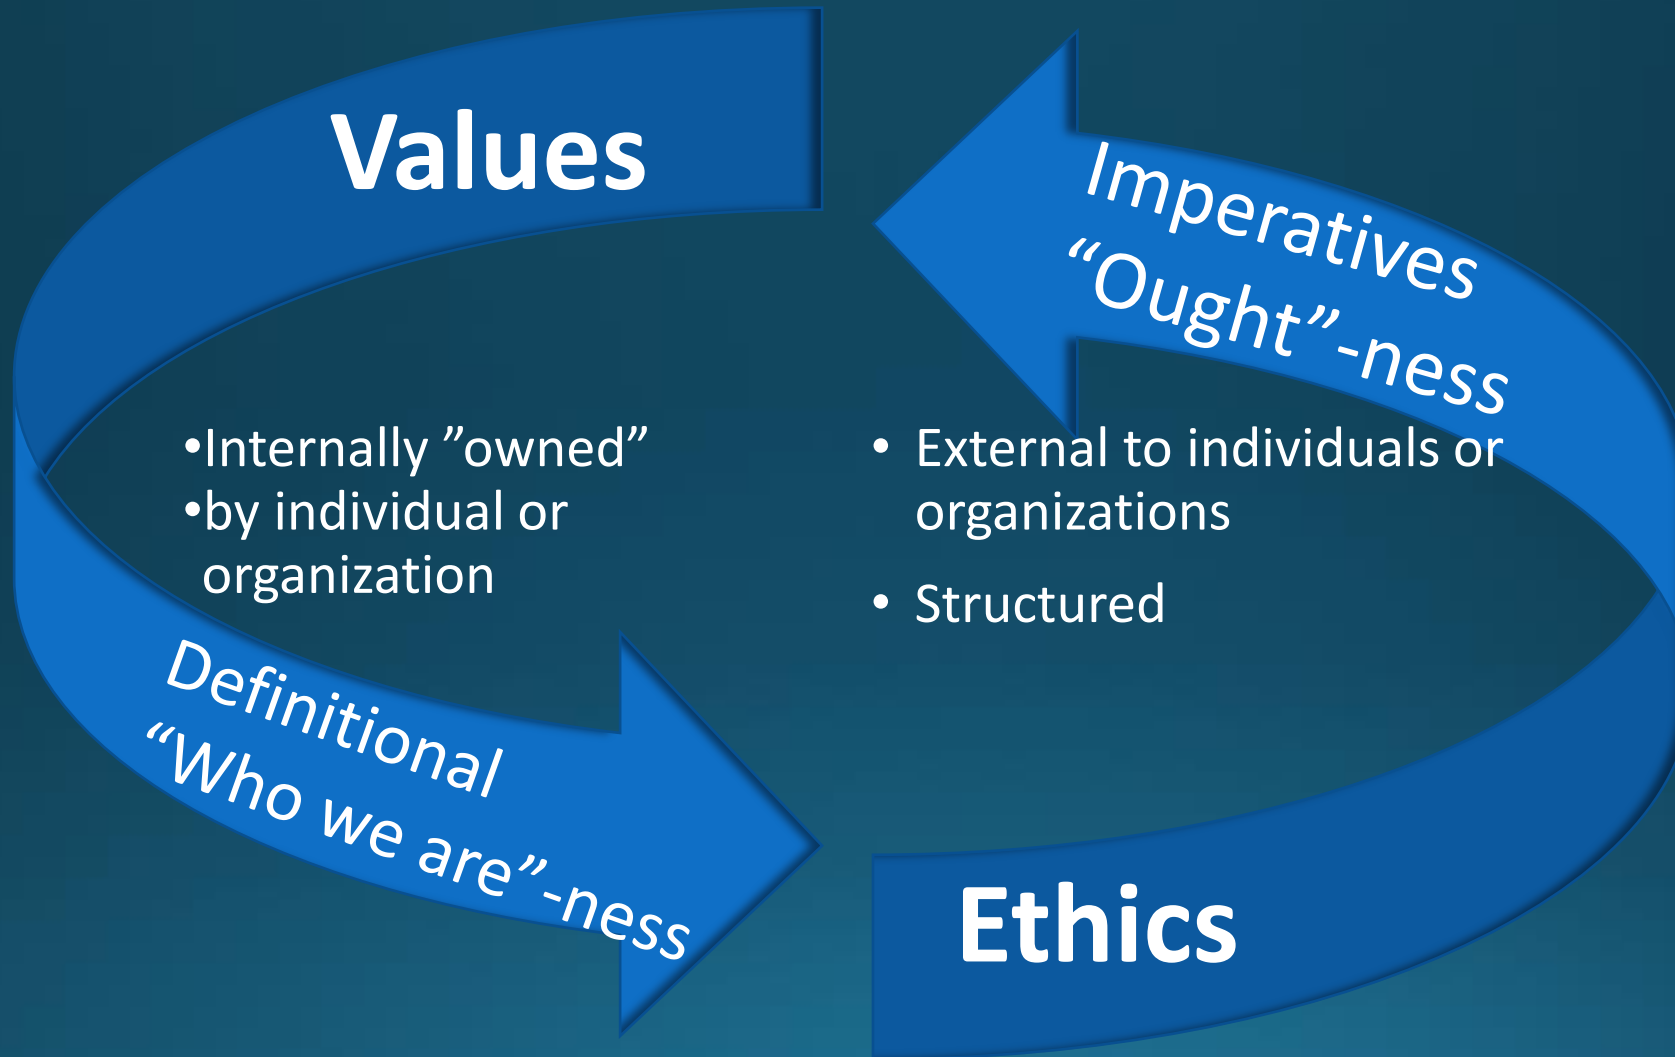 Values
Imperatives
“Ought”-ness
•Internally ”owned”
•by individual or
organization
• External to individuals or
organizations
• Structured
Definitional
“Who we are”-ness
Ethics